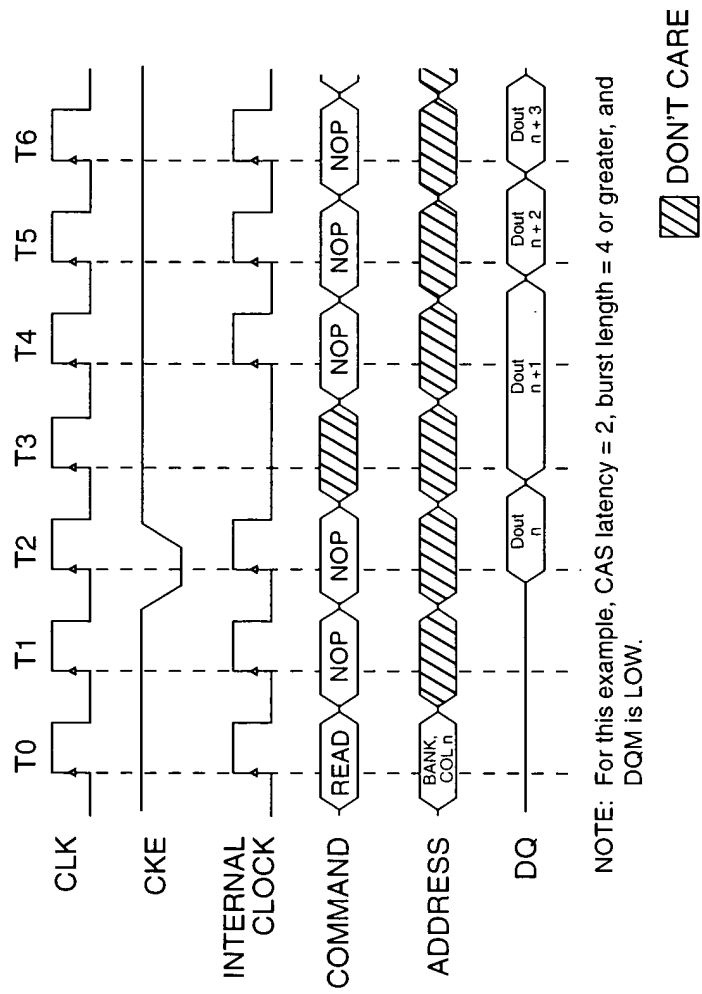 T0 T1 T2 T3 T4 T5 T6
CLK
CKE
INTERNAL
CLOCK
COMMAND READ NOP NOP NOP NOP NOP
ADDRESS BANK,
COL n
DQ Dout
n Dout
n + 1 Dout
n + 2 Dout
n + 3
NOTE: For this example, CAS latency = 2, burst length = 4 or greater, and
DQM is LOW.
DON'T CARE